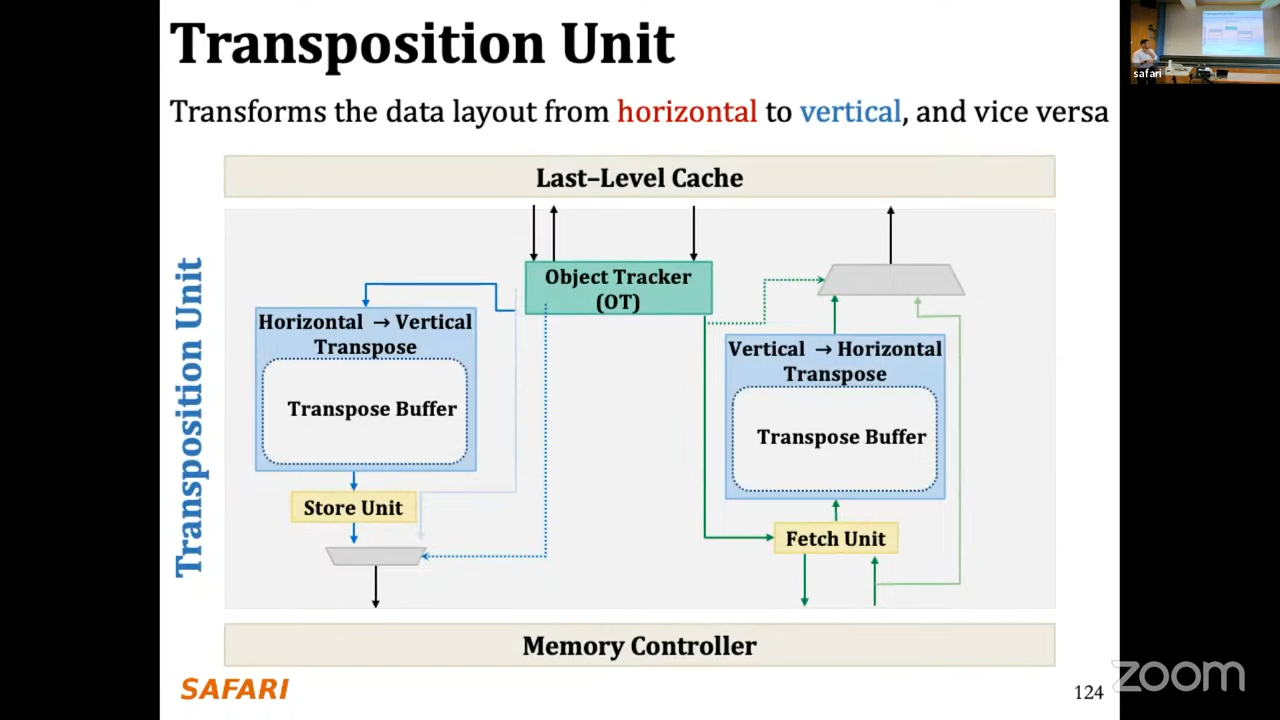 Transposition Unit
safari
Transforms the data layout from horizontal to vertical, and vice versa
Last–Level Cache
Transposition Unit
Object Tracker
(OT)
Horizontal → Vertical
Transpose
Transpose Buffer
Store Unit
Vertical → Horizontal
Transpose
Transpose Buffer
Fetch Unit
Memory Controller
SAFARI
124
zoom